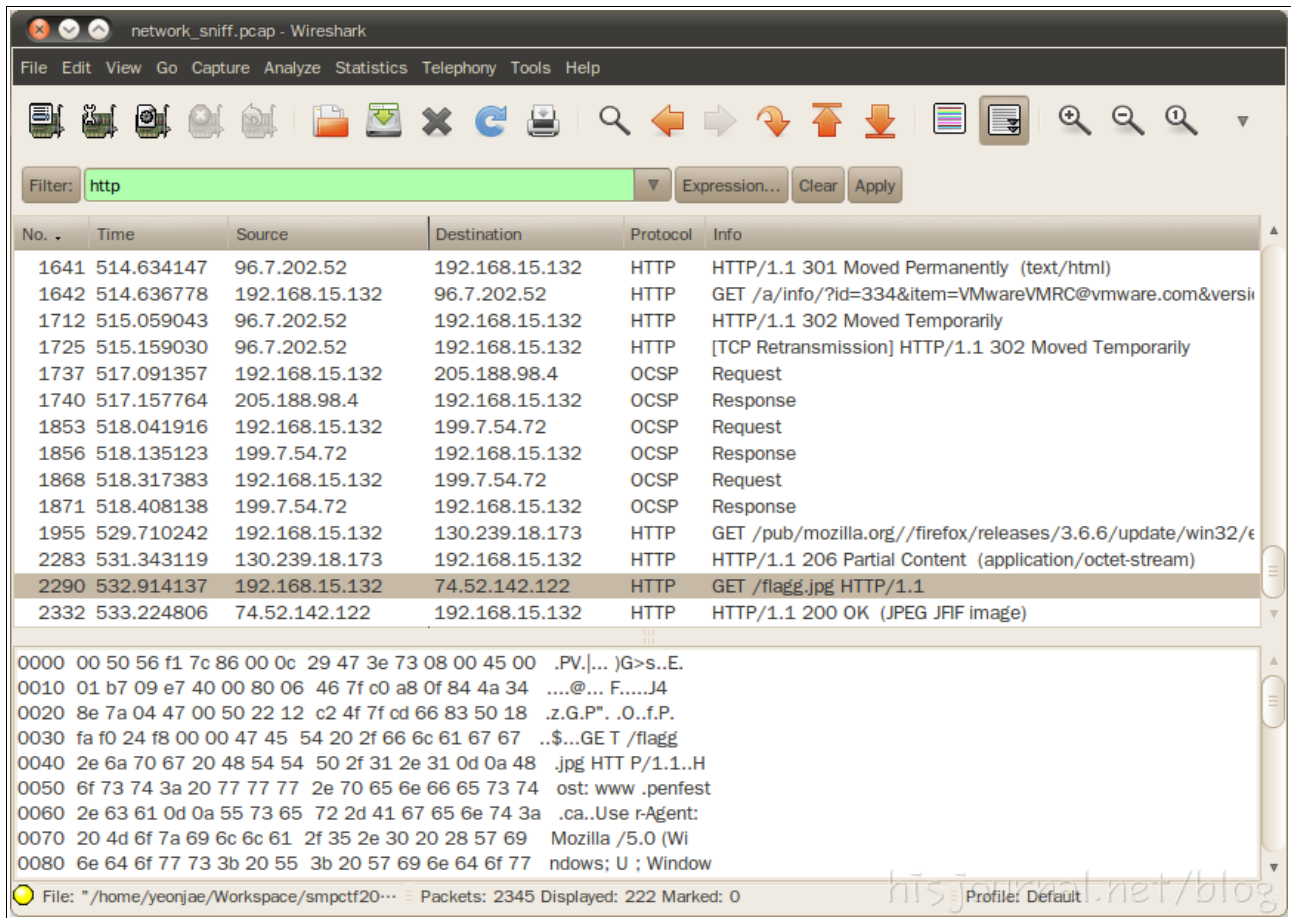 network_sniff.pcap - Wireshark
File Edit View Go Capture Analyze Statistics Telephony Tools Help
Filter: http Expression... Clear Apply
No. Time Source Destination Protocol Info
1641 514.634147 96.7.202.52 192.168.15.132 HTTP HTTP/1.1 301 Moved Permanently (text/html)
1642 514.636778 192.168.15.132 96.7.202.52 HTTP GET /a/info/?id=334&item=VMwareVMRC@vmware.com&versi
1712 515.059043 96.7.202.52 192.168.15.132 HTTP HTTP/1.1 302 Moved Temporarily
1725 515.159030 96.7.202.52 192.168.15.132 HTTP [TCP Retransmission] HTTP/1.1 302 Moved Temporarily
1737 517.091357 192.168.15.132 205.188.98.4 OCSP Request
1740 517.157764 205.188.98.4 192.168.15.132 OCSP Response
1853 518.041916 192.168.15.132 199.7.54.72 OCSP Request
1856 518.135123 199.7.54.72 192.168.15.132 OCSP Response
1868 518.317383 192.168.15.132 199.7.54.72 OCSP Request
1871 518.408138 199.7.54.72 192.168.15.132 OCSP Response
1955 529.710242 192.168.15.132 130.239.18.173 HTTP GET /pub/mozilla.org//firefox/releases/3.6.6/update/win32/e
2283 531.343119 130.239.18.173 192.168.15.132 HTTP HTTP/1.1 206 Partial Content (application/octet-stream)
2290 532.914137 192.168.15.132 74.52.142.122 HTTP GET /flagg.jpg HTTP/1.1
2332 533.224806 74.52.142.122 192.168.15.132 HTTP HTTP/1.1 200 OK (JPEG JFIF image)
0000 00 50 56 f1 7c 86 00 0c 29 47 3e 73 08 00 45 00 .PV.|... )G>s..E.
0010 01 b7 09 e7 40 00 80 06 46 7f c0 a8 0f 84 4a 34 ....@... F.....J4
0020 8e 7a 04 47 00 50 22 12 c2 4f 7f cd 66 83 50 18 .z.G.P". .O..f.P.
0030 fa f0 24 f8 00 00 47 45 54 20 2f 66 6c 61 67 67 ..$...GE T /flagg
0040 2e 6a 70 67 20 48 54 54 50 2f 31 2e 31 0d 0a 48 .jpg HTT P/1.1..H
0050 6f 73 74 3a 20 77 77 77 2e 70 65 6e 66 65 73 74 ost: www .penfest
0060 2e 63 61 0d 0a 55 73 65 72 2d 41 67 65 6e 74 3a .ca..Use r-Agent:
0070 20 4d 6f 7a 69 6c 6c 61 2f 35 2e 30 20 28 57 69 Mozilla /5.0 (Wi
0080 6e 64 6f 77 73 3b 20 55 3b 20 57 69 6e 64 6f 77 ndows; U ; Window
File: "/home/yeonjae/Workspace/smpctf20... Packets: 2345 Displayed: 222 Marked: 0 Profile: Default
hisjournal.net/blog